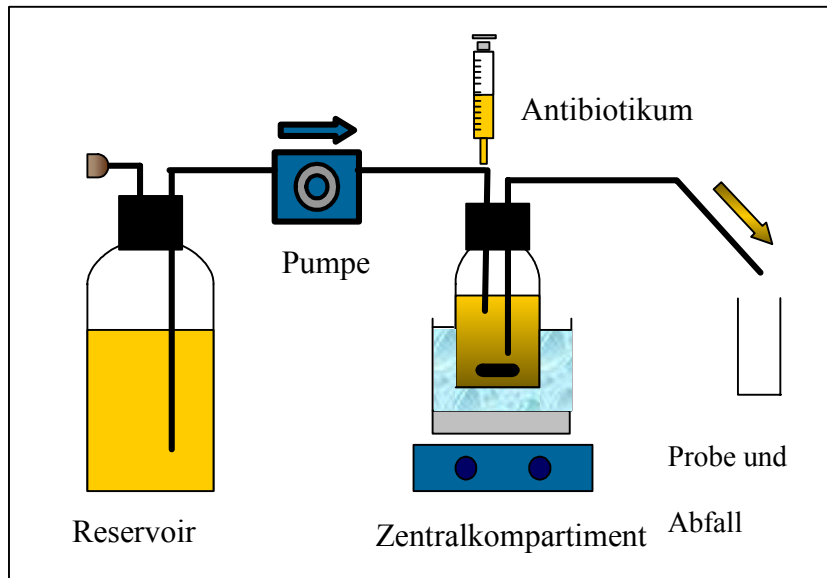 Antibiotikum
Pumpe
Reservoir
Zentralkompartiment
Probe und
Abfall